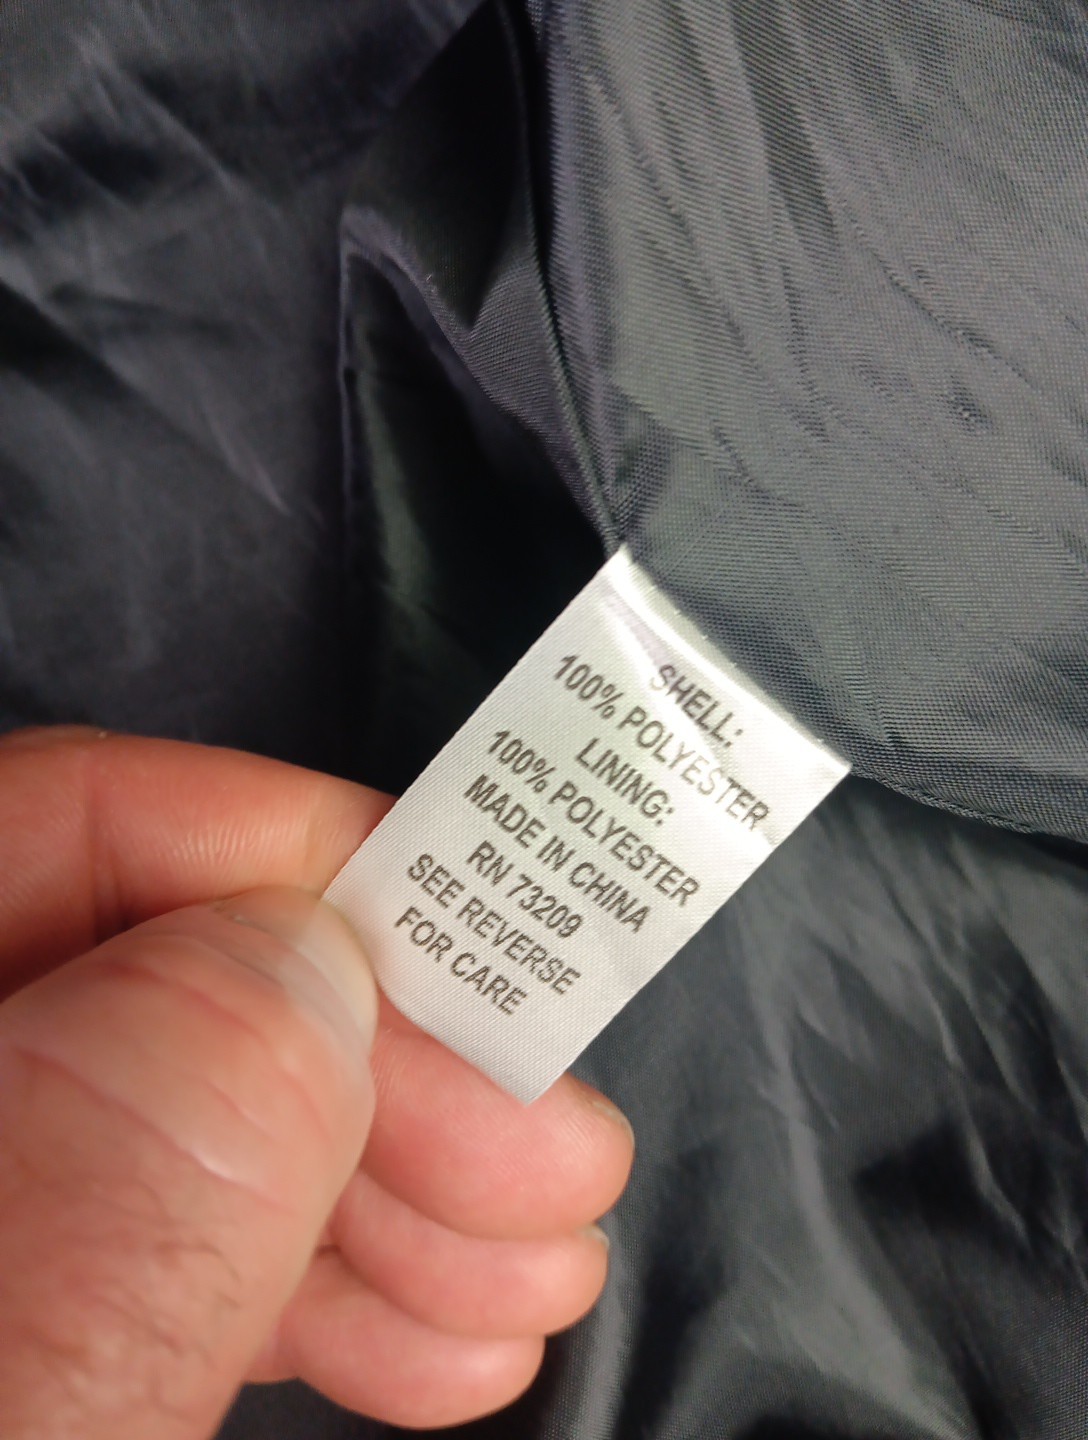 SHELL:
100% POLYESTER
LINING:
100% POLYESTER
MADE IN CHINA
RN 73209
SEE REVERSE
FOR CARE